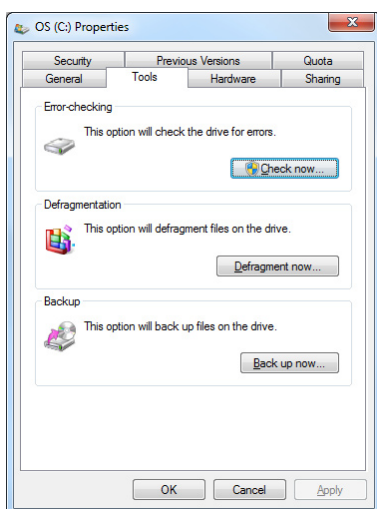 OS (C:) Properties
Security Previous Versions Quota
General Tools Hardware Sharing
Error-checking
This option will check the drive for errors.
Check now...
Defragmentation
This option will defragment files on the drive.
Defragment now...
Backup
This option will back up files on the drive.
Back up now...
OK Cancel Apply